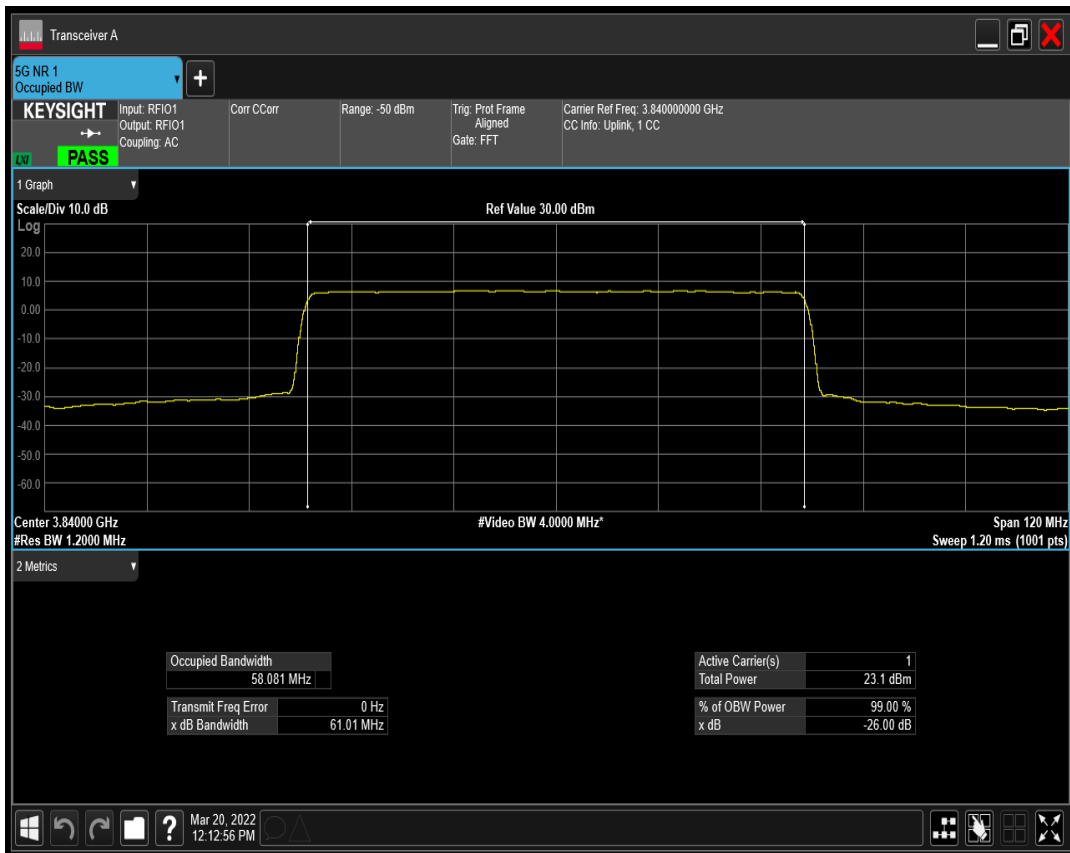 Transceiver A
5G NR 1
Occupied BW
KEYSIGHT
LXI
PASS
Input: RFIO1
Output: RFIO1
Coupling: AC
Corr CCorr
Range: -50 dBm
Trig: Prot Frame
Aligned
Gate: FFT
Carrier Ref Freq: 3.840000000 GHz
CC Info: Uplink, 1 CC
1 Graph
Scale/Div 10.0 dB
Ref Value 30.00 dBm
Log
20.0
10.0
0.00
-10.0
-20.0
-30.0
-40.0
-50.0
-60.0
Center 3.84000 GHz
#Video BW 4.0000 MHz*
Span 120 MHz
#Res BW 1.2000 MHz
Sweep 1.20 ms (1001 pts)
2 Metrics
Occupied Bandwidth
58.081 MHz
Transmit Freq Error 0 Hz
x dB Bandwidth 61.01 MHz
Active Carrier(s) 1
Total Power 23.1 dBm
% of OBW Power 99.00 %
x dB -26.00 dB
?
Mar 20, 2022
12:12:56 PM